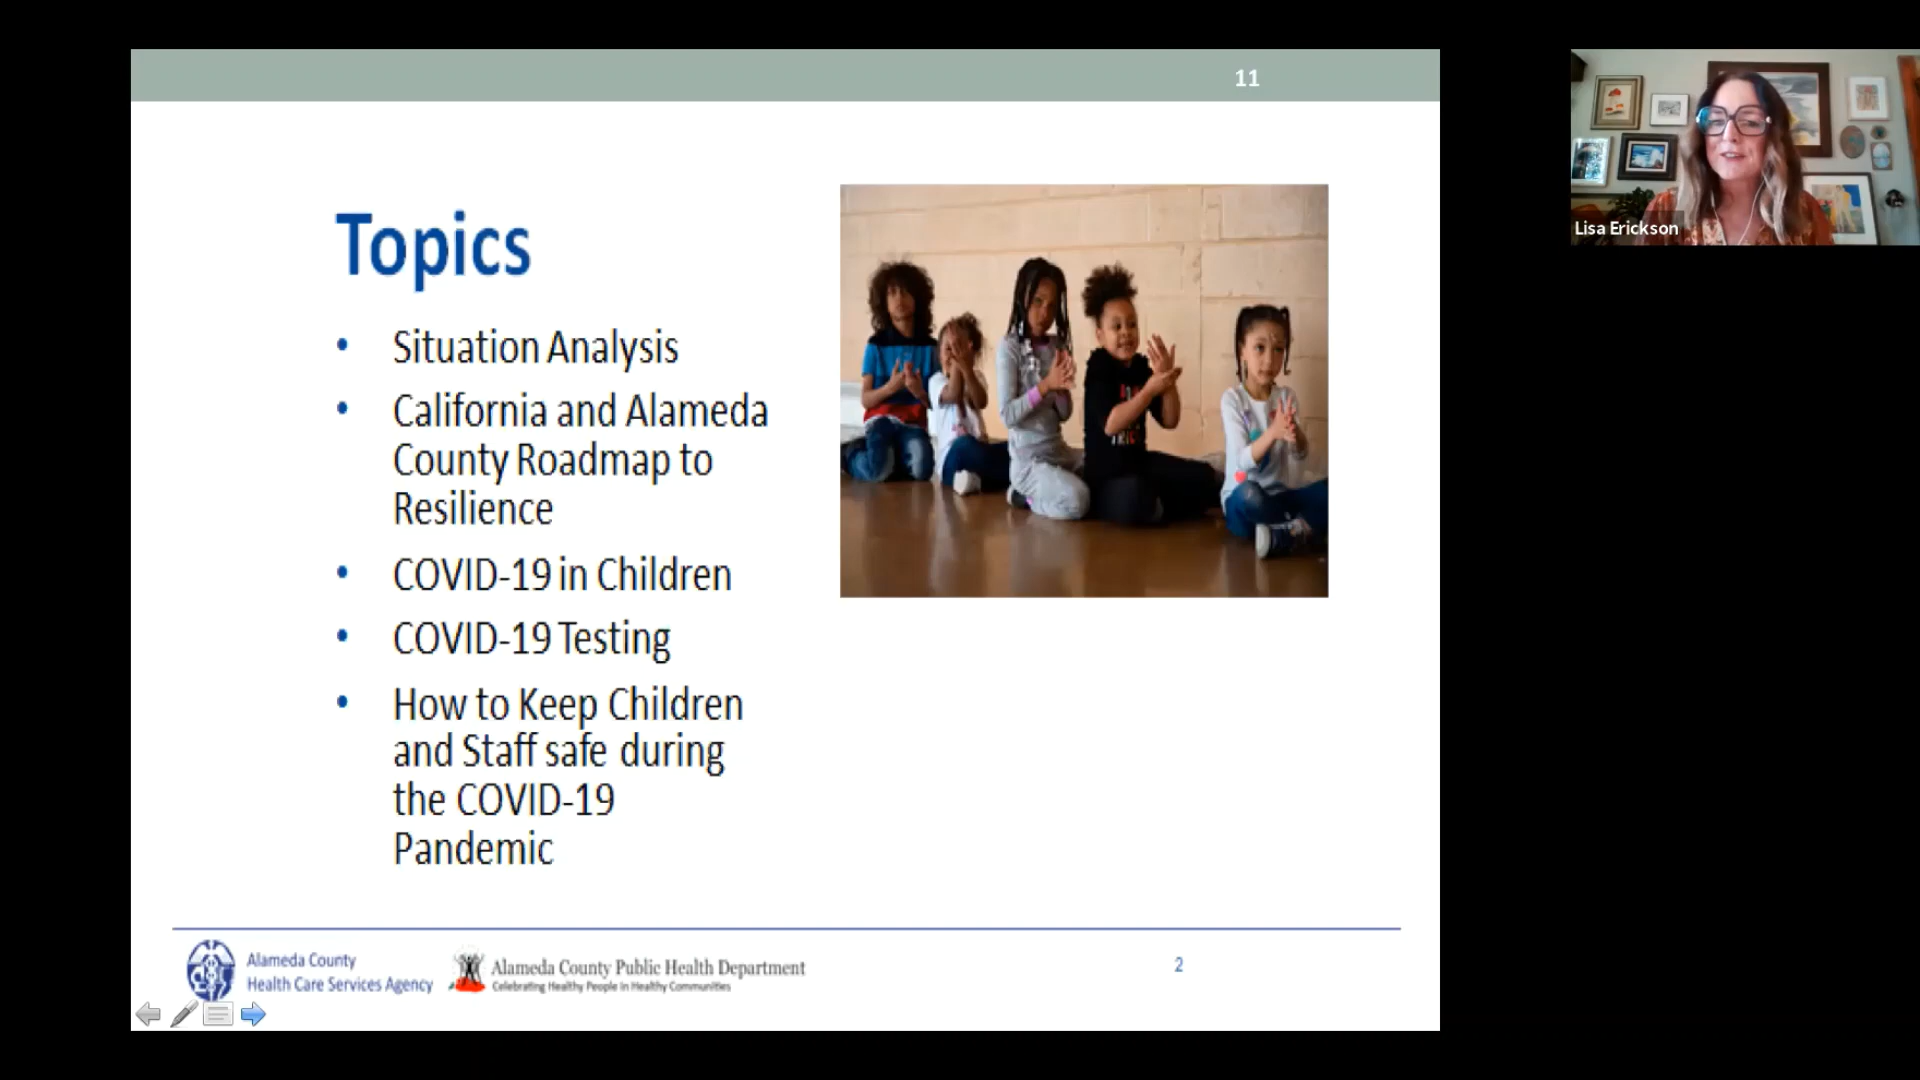 11
Topics
• Situation Analysis
• California and Alameda
County Roadmap to
Resilience
• COVID-19 in Children
• COVID-19 Testing
• How to Keep Children
and Staff safe during
the COVID-19
Pandemic
Alameda County
Health Care Services Agency
Alameda County Public Health Department
Celebrating Healthy People in Healthy Communities
2
Lisa Erickson